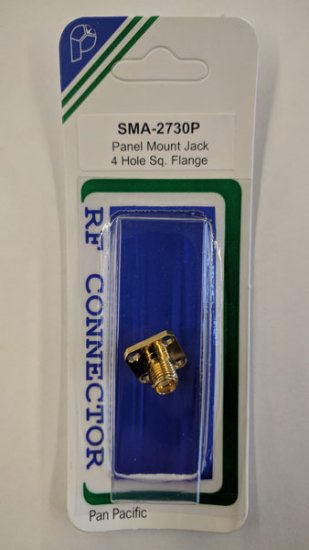 SMA-2730P
Panel Mount Jack
4 Hole Sq. Flange
RF CONNECTOR
Pan Pacific